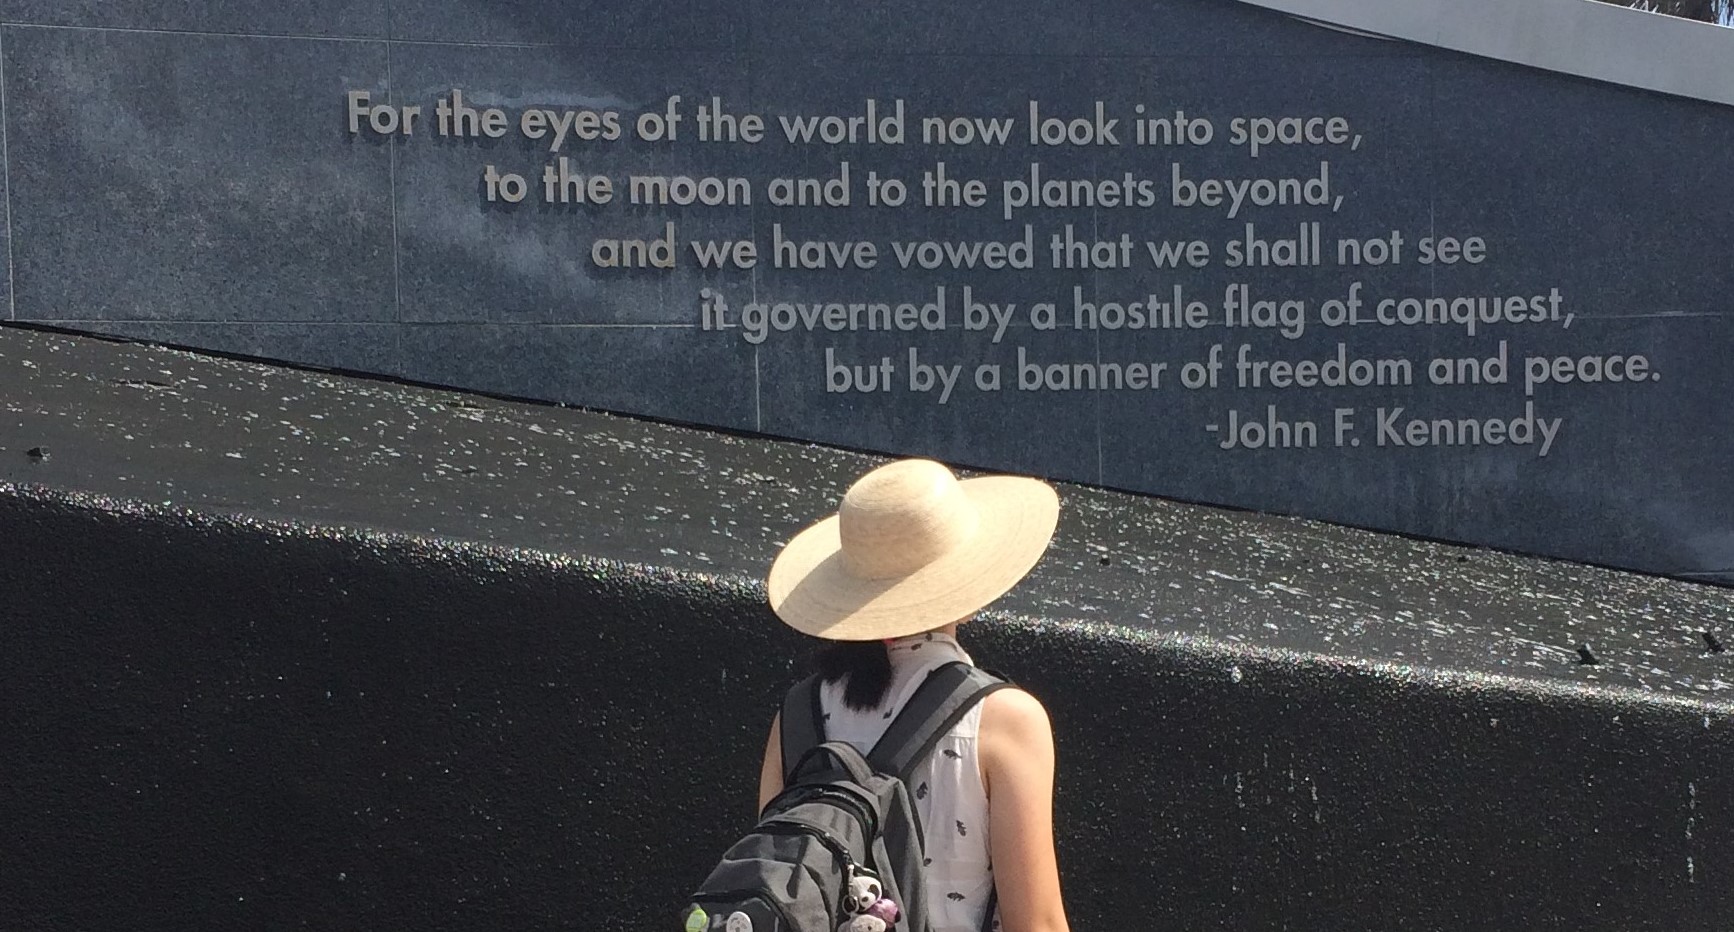 For the eyes of the world now look into space,
to the moon and to the planets beyond,
and we have vowed that we shall not see
it governed by a hostile flag of conquest,
but by a banner of freedom and peace.
-John F. Kennedy